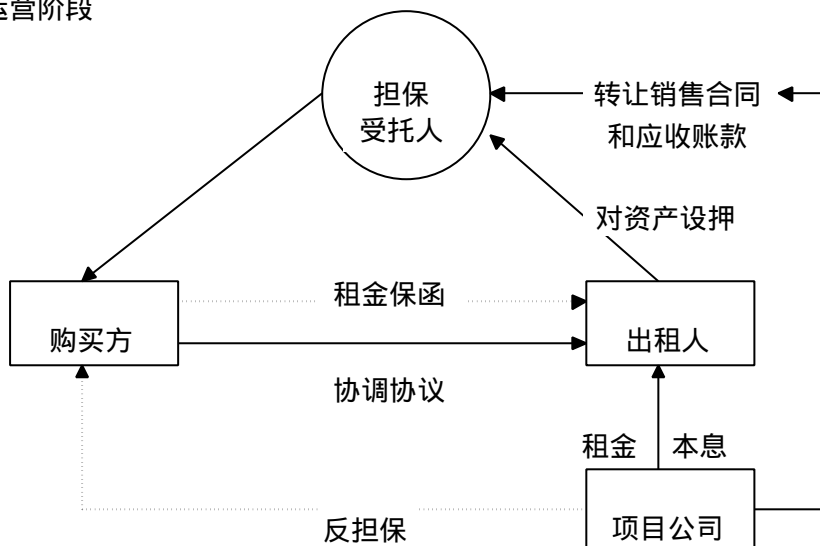 运营阶段
担保
受托人
转让销售合同
和应收账款
对资产设押
租金保函
购买方
出租人
协调协议
租金 本息
反担保
项目公司